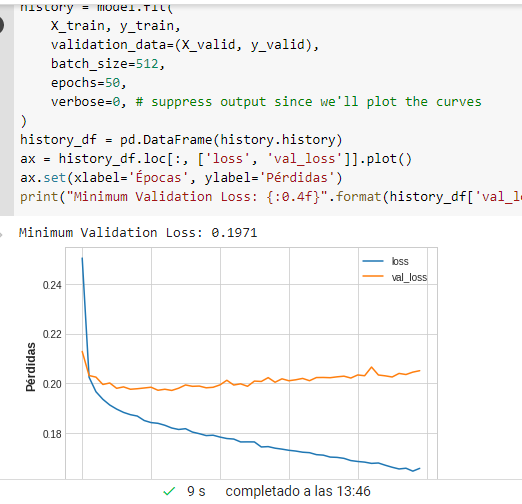 history = model.fit(
X_train, y_train,
validation_data=(X_valid, y_valid),
batch_size=512,
epochs=50,
verbose=0, # suppress output since we'll plot the curves
)
history_df = pd.DataFrame(history.history)
ax = history_df.loc[:, ['loss', 'val_loss']].plot()
ax.set(xlabel='Épocas', ylabel='Pérdidas')
print("Minimum Validation Loss: {:0.4f}".format(history_df['val_l
Minimum Validation Loss: 0.1971
loss
val_loss
0.24
0.22
0.20
0.18
Pérdidas
9 s completado a las 13:46